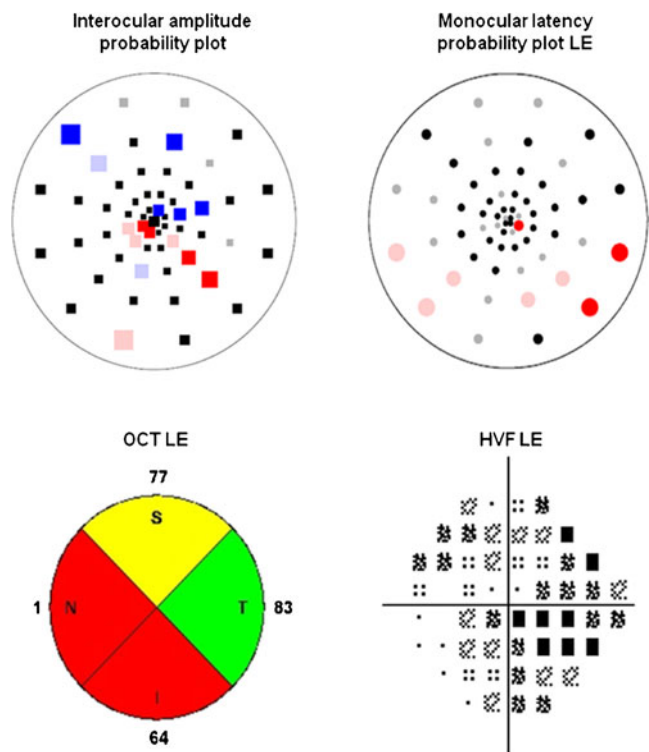 Interocular amplitude
probability plot
Monocular latency
probability plot LE
OCT LE
HVF LE
77
S
1
N
T
83
I
64